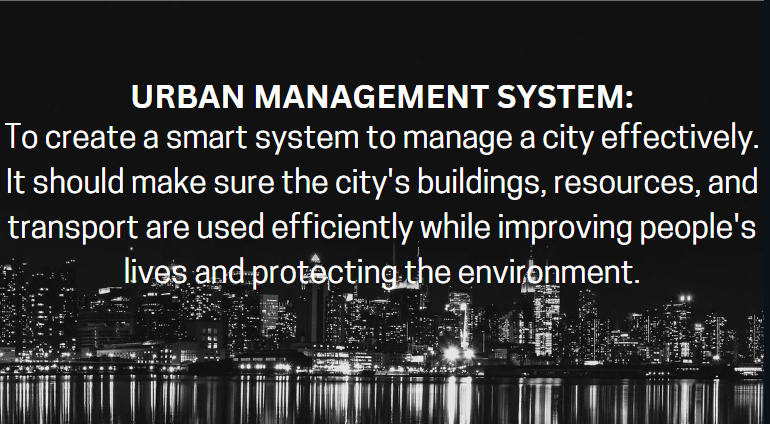 URBAN MANAGEMENT SYSTEM:
To create a smart system to manage a city effectively.
It should make sure the city's buildings, resources, and
transport are used efficiently while improving people's
lives and protecting the environment.